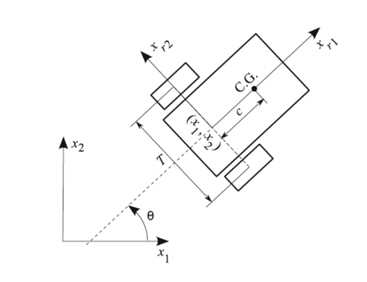 x_r2
x_r1
C.G.
c
(x_1, x_2)
T
x_2
θ
x_1